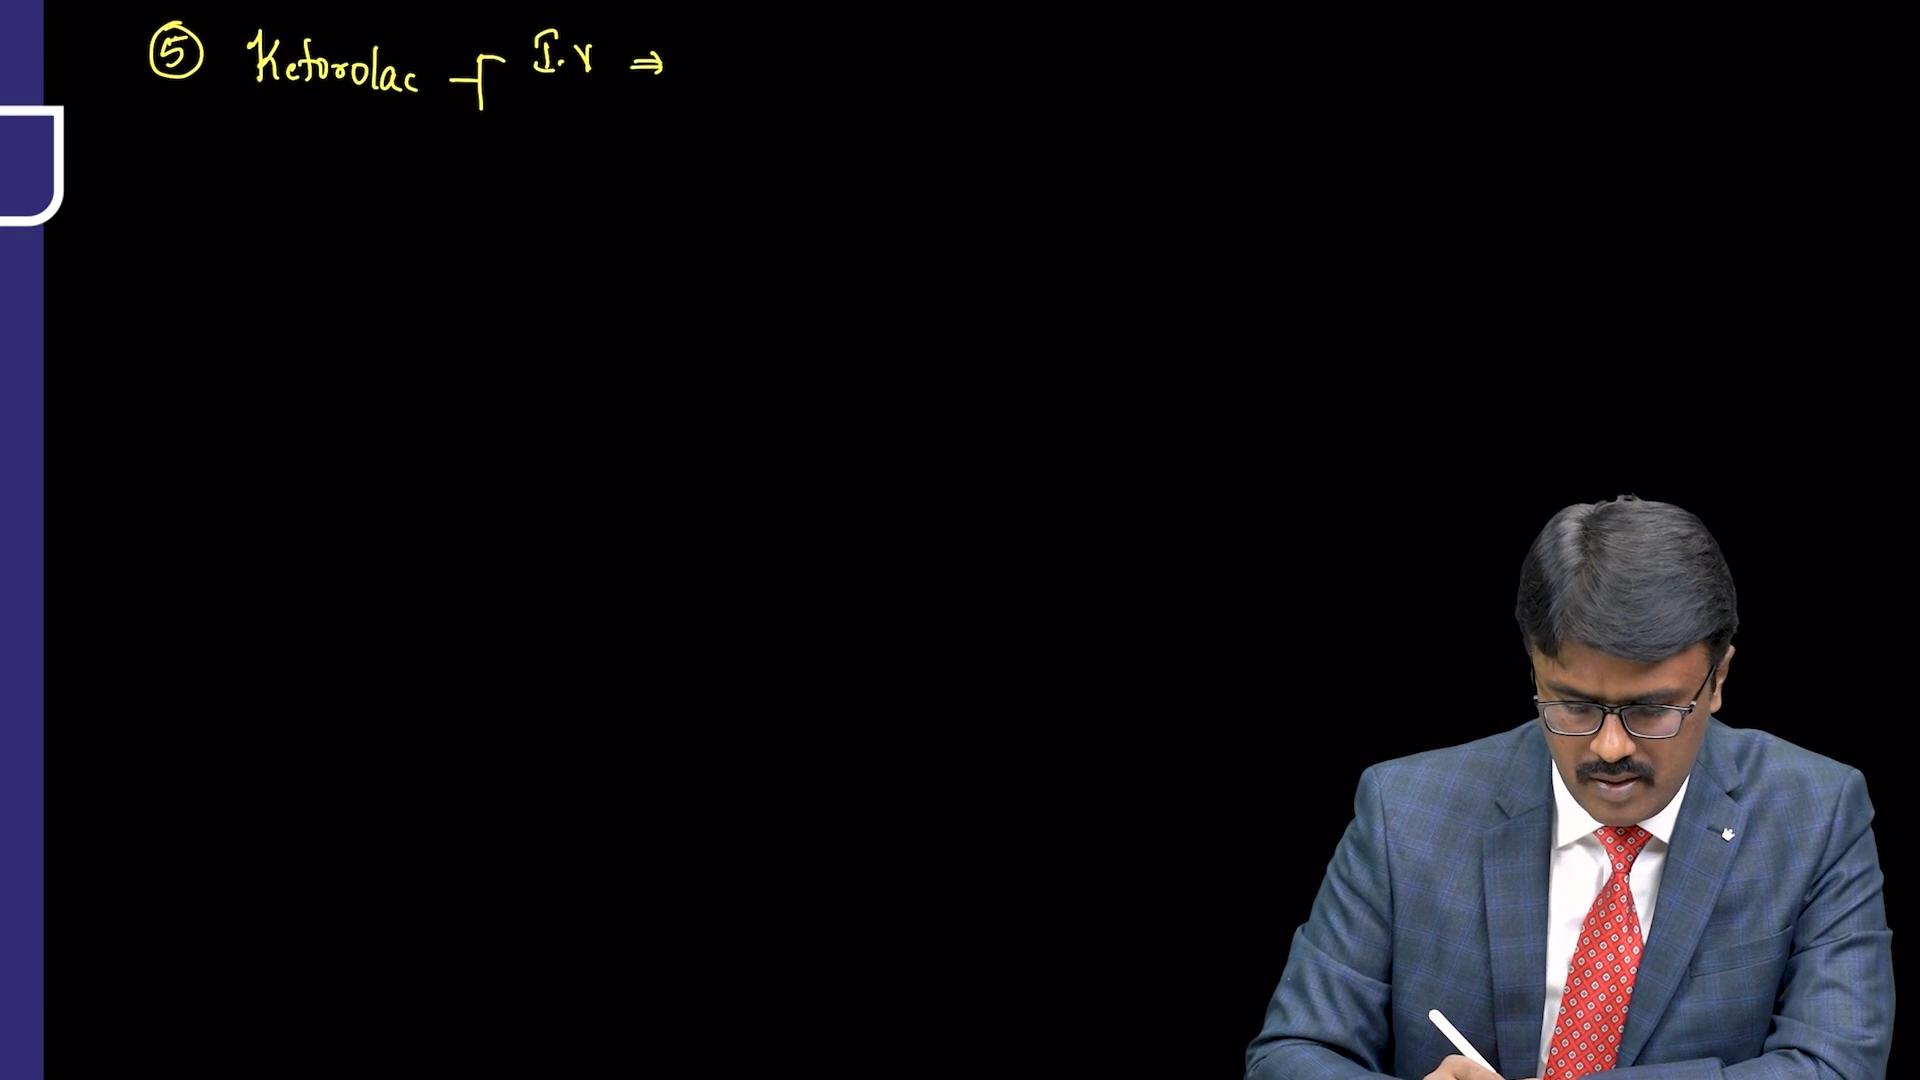 ⑤ Ketorolac I.V ⇒